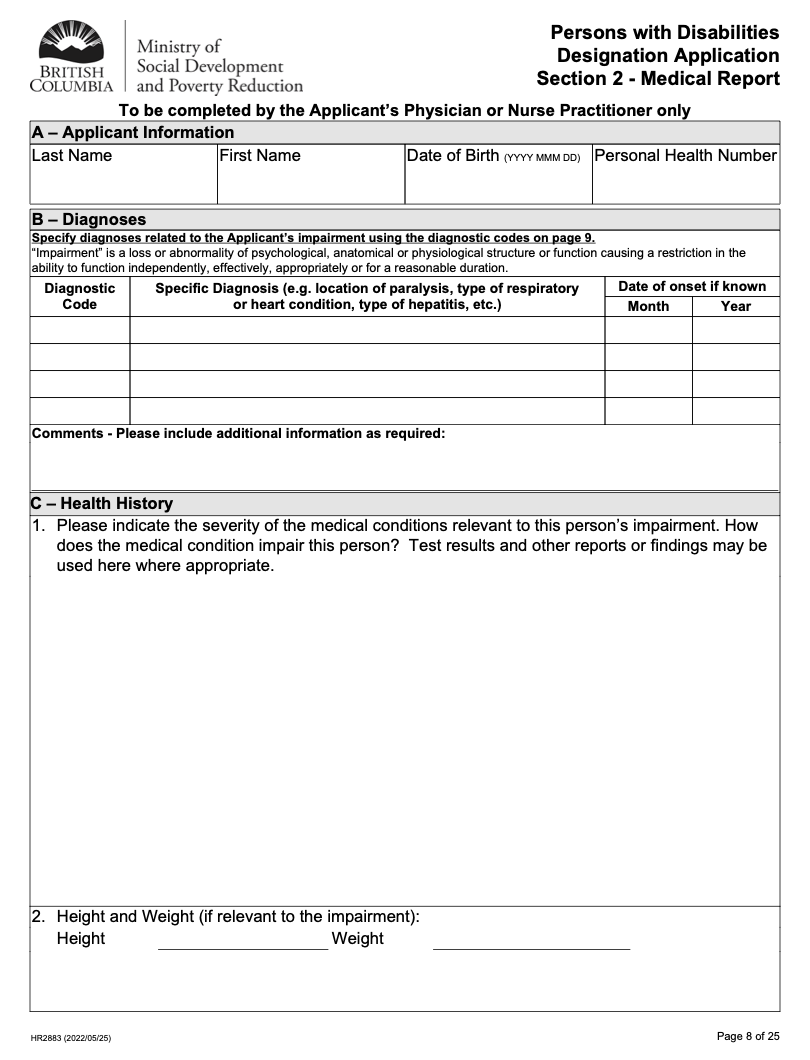 BRITISH
COLUMBIA
Ministry of
Social Development
and Poverty Reduction
Persons with Disabilities
Designation Application
Section 2 - Medical Report
To be completed by the Applicant’s Physician or Nurse Practitioner only
A – Applicant Information
Last Name First Name Date of Birth (YYYY MMM DD) Personal Health Number
B – Diagnoses
Specify diagnoses related to the Applicant’s impairment using the diagnostic codes on page 9.
“Impairment” is a loss or abnormality of psychological, anatomical or physiological structure or function causing a restriction in the
ability to function independently, effectively, appropriately or for a reasonable duration.
Diagnostic
Code
Specific Diagnosis (e.g. location of paralysis, type of respiratory
or heart condition, type of hepatitis, etc.)
Date of onset if known
Month Year
Comments - Please include additional information as required:
C – Health History
1. Please indicate the severity of the medical conditions relevant to this person’s impairment. How
does the medical condition impair this person? Test results and other reports or findings may be
used here where appropriate.
2. Height and Weight (if relevant to the impairment):
Height Weight
HR2883 (2022/05/25) Page 8 of 25